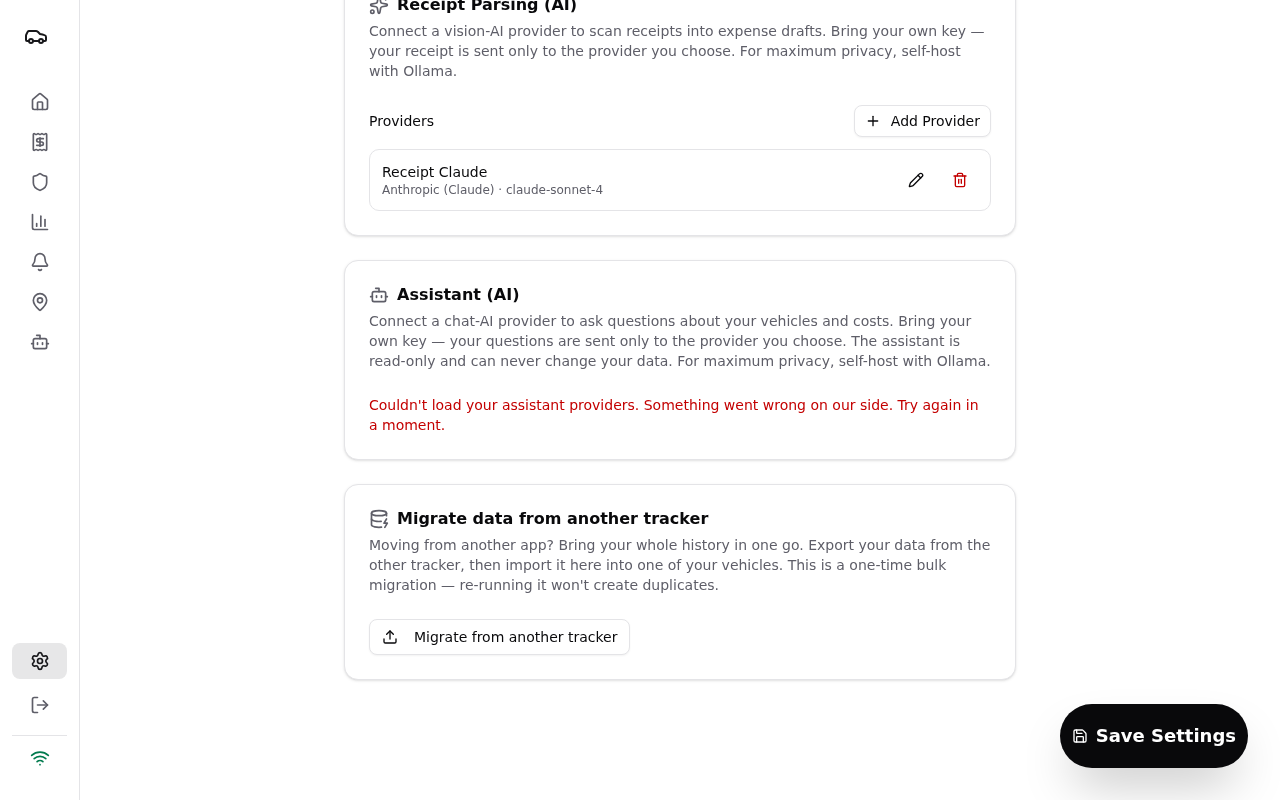 Receipt Parsing (AI)
Connect a vision-AI provider to scan receipts into expense drafts. Bring your own key —
your receipt is sent only to the provider you choose. For maximum privacy, self-host
with Ollama.
Providers
Add Provider
Receipt Claude
Anthropic (Claude) · claude-sonnet-4
Assistant (AI)
Connect a chat-AI provider to ask questions about your vehicles and costs. Bring your
own key — your questions are sent only to the provider you choose. The assistant is
read-only and can never change your data. For maximum privacy, self-host with Ollama.
Couldn't load your assistant providers. Something went wrong on our side. Try again in
a moment.
Migrate data from another tracker
Moving from another app? Bring your whole history in one go. Export your data from the
other tracker, then import it here into one of your vehicles. This is a one-time bulk
migration — re-running it won't create duplicates.
Migrate from another tracker
Save Settings